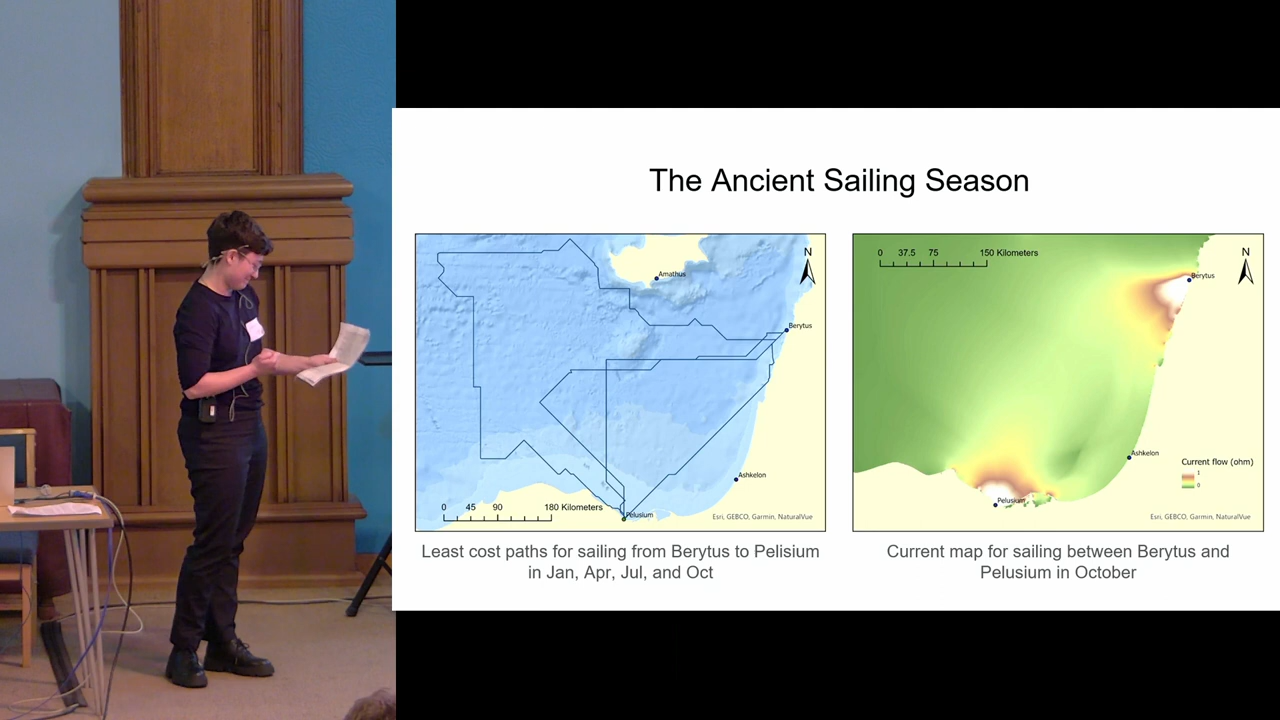 The Ancient Sailing Season
N
Amathus
Berytus
Ashkelon
0 45 90 180 Kilometers
Pelusium
Esri, GEBCO, Garmin, NaturalVue
Least cost paths for sailing from Berytus to Pelisium
in Jan, Apr, Jul, and Oct
0 37.5 75 150 Kilometers
N
Berytus
Ashkelon
Current flow (ohm)
1
0
Pelusium
Esri, GEBCO, Garmin, NaturalVue
Current map for sailing between Berytus and
Pelusium in October